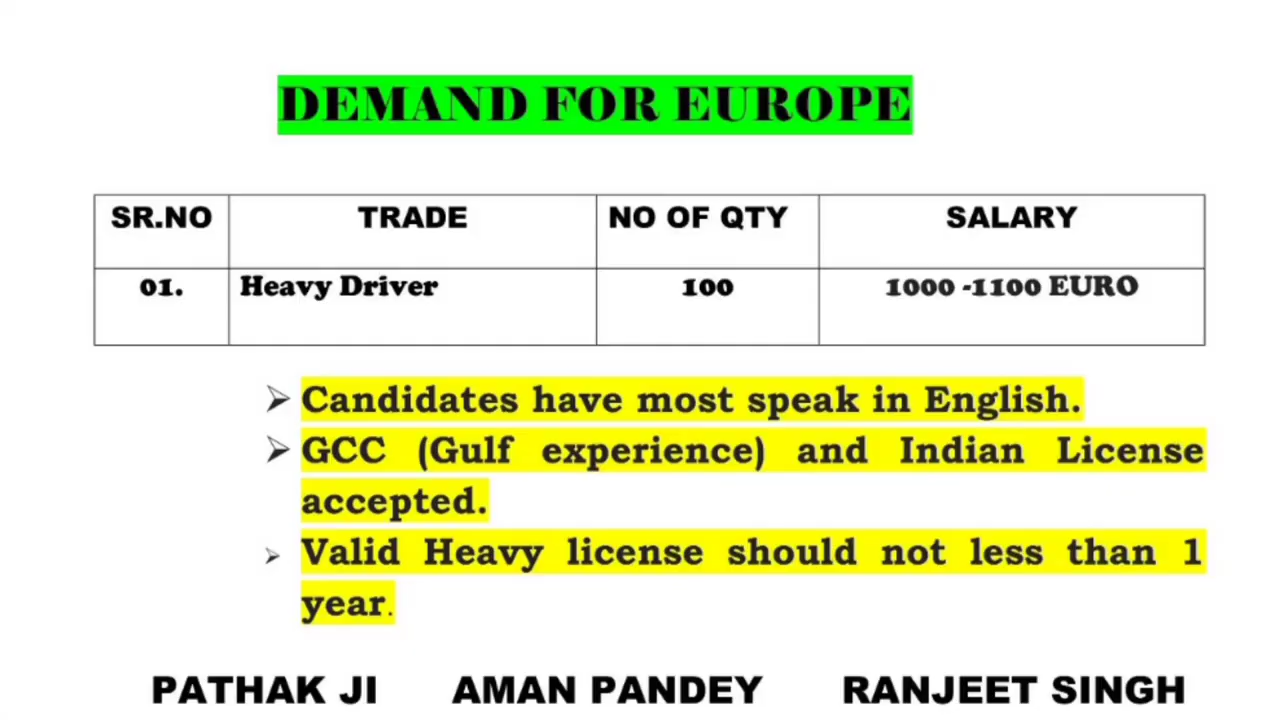 DEMAND FOR EUROPE
SR.NO TRADE NO OF QTY SALARY
01. Heavy Driver 100 1000 -1100 EURO
➢ Candidates have most speak in English.
➢ GCC (Gulf experience) and Indian License
accepted.
➢ Valid Heavy license should not less than 1
year.
PATHAK JI AMAN PANDEY RANJEET SINGH